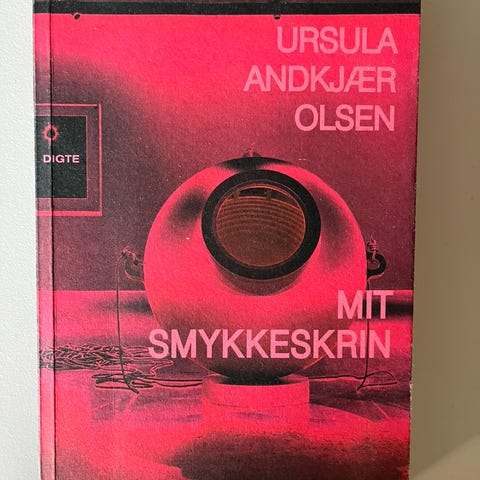 URSULA
ANDKJÆR
OLSEN
DIGTE
MIT
SMYKKESKRIN